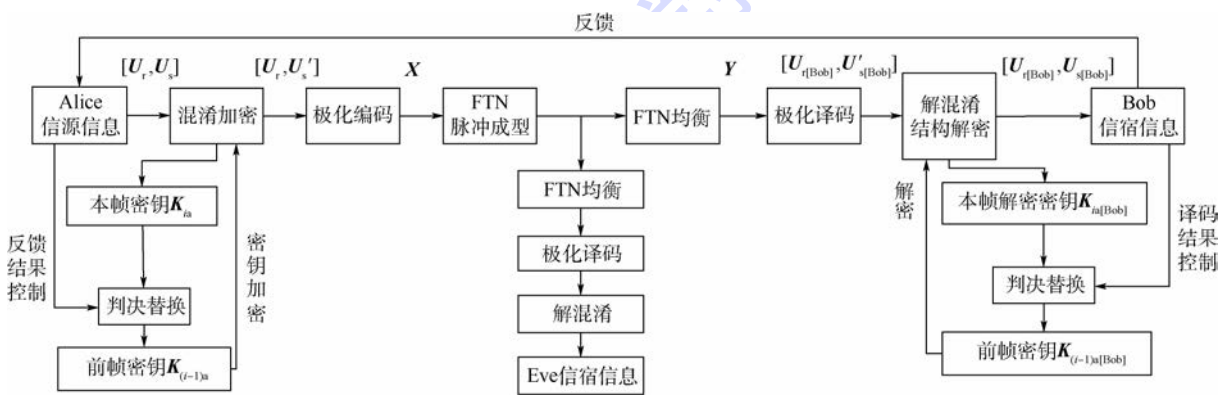 反馈
[U_r,U_s]
[U_r,U_s′]
X
Y
[U_r[Bob],U′_s[Bob]]
[U_r[Bob],U_s[Bob]]
Alice
信源信息
混淆加密
极化编码
FTN
脉冲成型
FTN均衡
极化译码
解混淆
结构解密
Bob
信宿信息
本帧密钥K_ia
反馈
结果
控制
判决替换
密
钥
加
密
前帧密钥K_(i−1)a
FTN均衡
极化译码
解混淆
Eve信宿信息
解
密
本帧解密密钥K_ia[Bob]
译码
结果
控制
判决替换
前帧密钥K_(i−1)a[Bob]